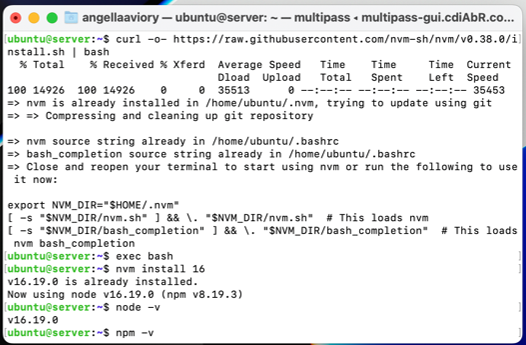 angellaaviory — ubuntu@server: ~ — multipass ◂ multipass-gui.cdiAbR.co...
ubuntu@server:~$ curl -o- https://raw.githubusercontent.com/nvm-sh/nvm/v0.38.0/i
nstall.sh | bash
  % Total    % Received % Xferd  Average Speed   Time    Time     Time  Current
                                 Dload  Upload   Total   Spent    Left  Speed
100 14926  100 14926    0     0  35513      0 --:--:-- --:--:-- --:--:-- 35453
=> nvm is already installed in /home/ubuntu/.nvm, trying to update using git
=> => Compressing and cleaning up git repository
=> nvm source string already in /home/ubuntu/.bashrc
=> bash_completion source string already in /home/ubuntu/.bashrc
=> Close and reopen your terminal to start using nvm or run the following to use
 it now:
export NVM_DIR="$HOME/.nvm"
[ -s "$NVM_DIR/nvm.sh" ] && \. "$NVM_DIR/nvm.sh"  # This loads nvm
[ -s "$NVM_DIR/bash_completion" ] && \. "$NVM_DIR/bash_completion"  # This loads
 nvm bash_completion
ubuntu@server:~$ exec bash
ubuntu@server:~$ nvm install 16
v16.19.0 is already installed.
Now using node v16.19.0 (npm v8.19.3)
ubuntu@server:~$ node -v
v16.19.0
ubuntu@server:~$ npm -v